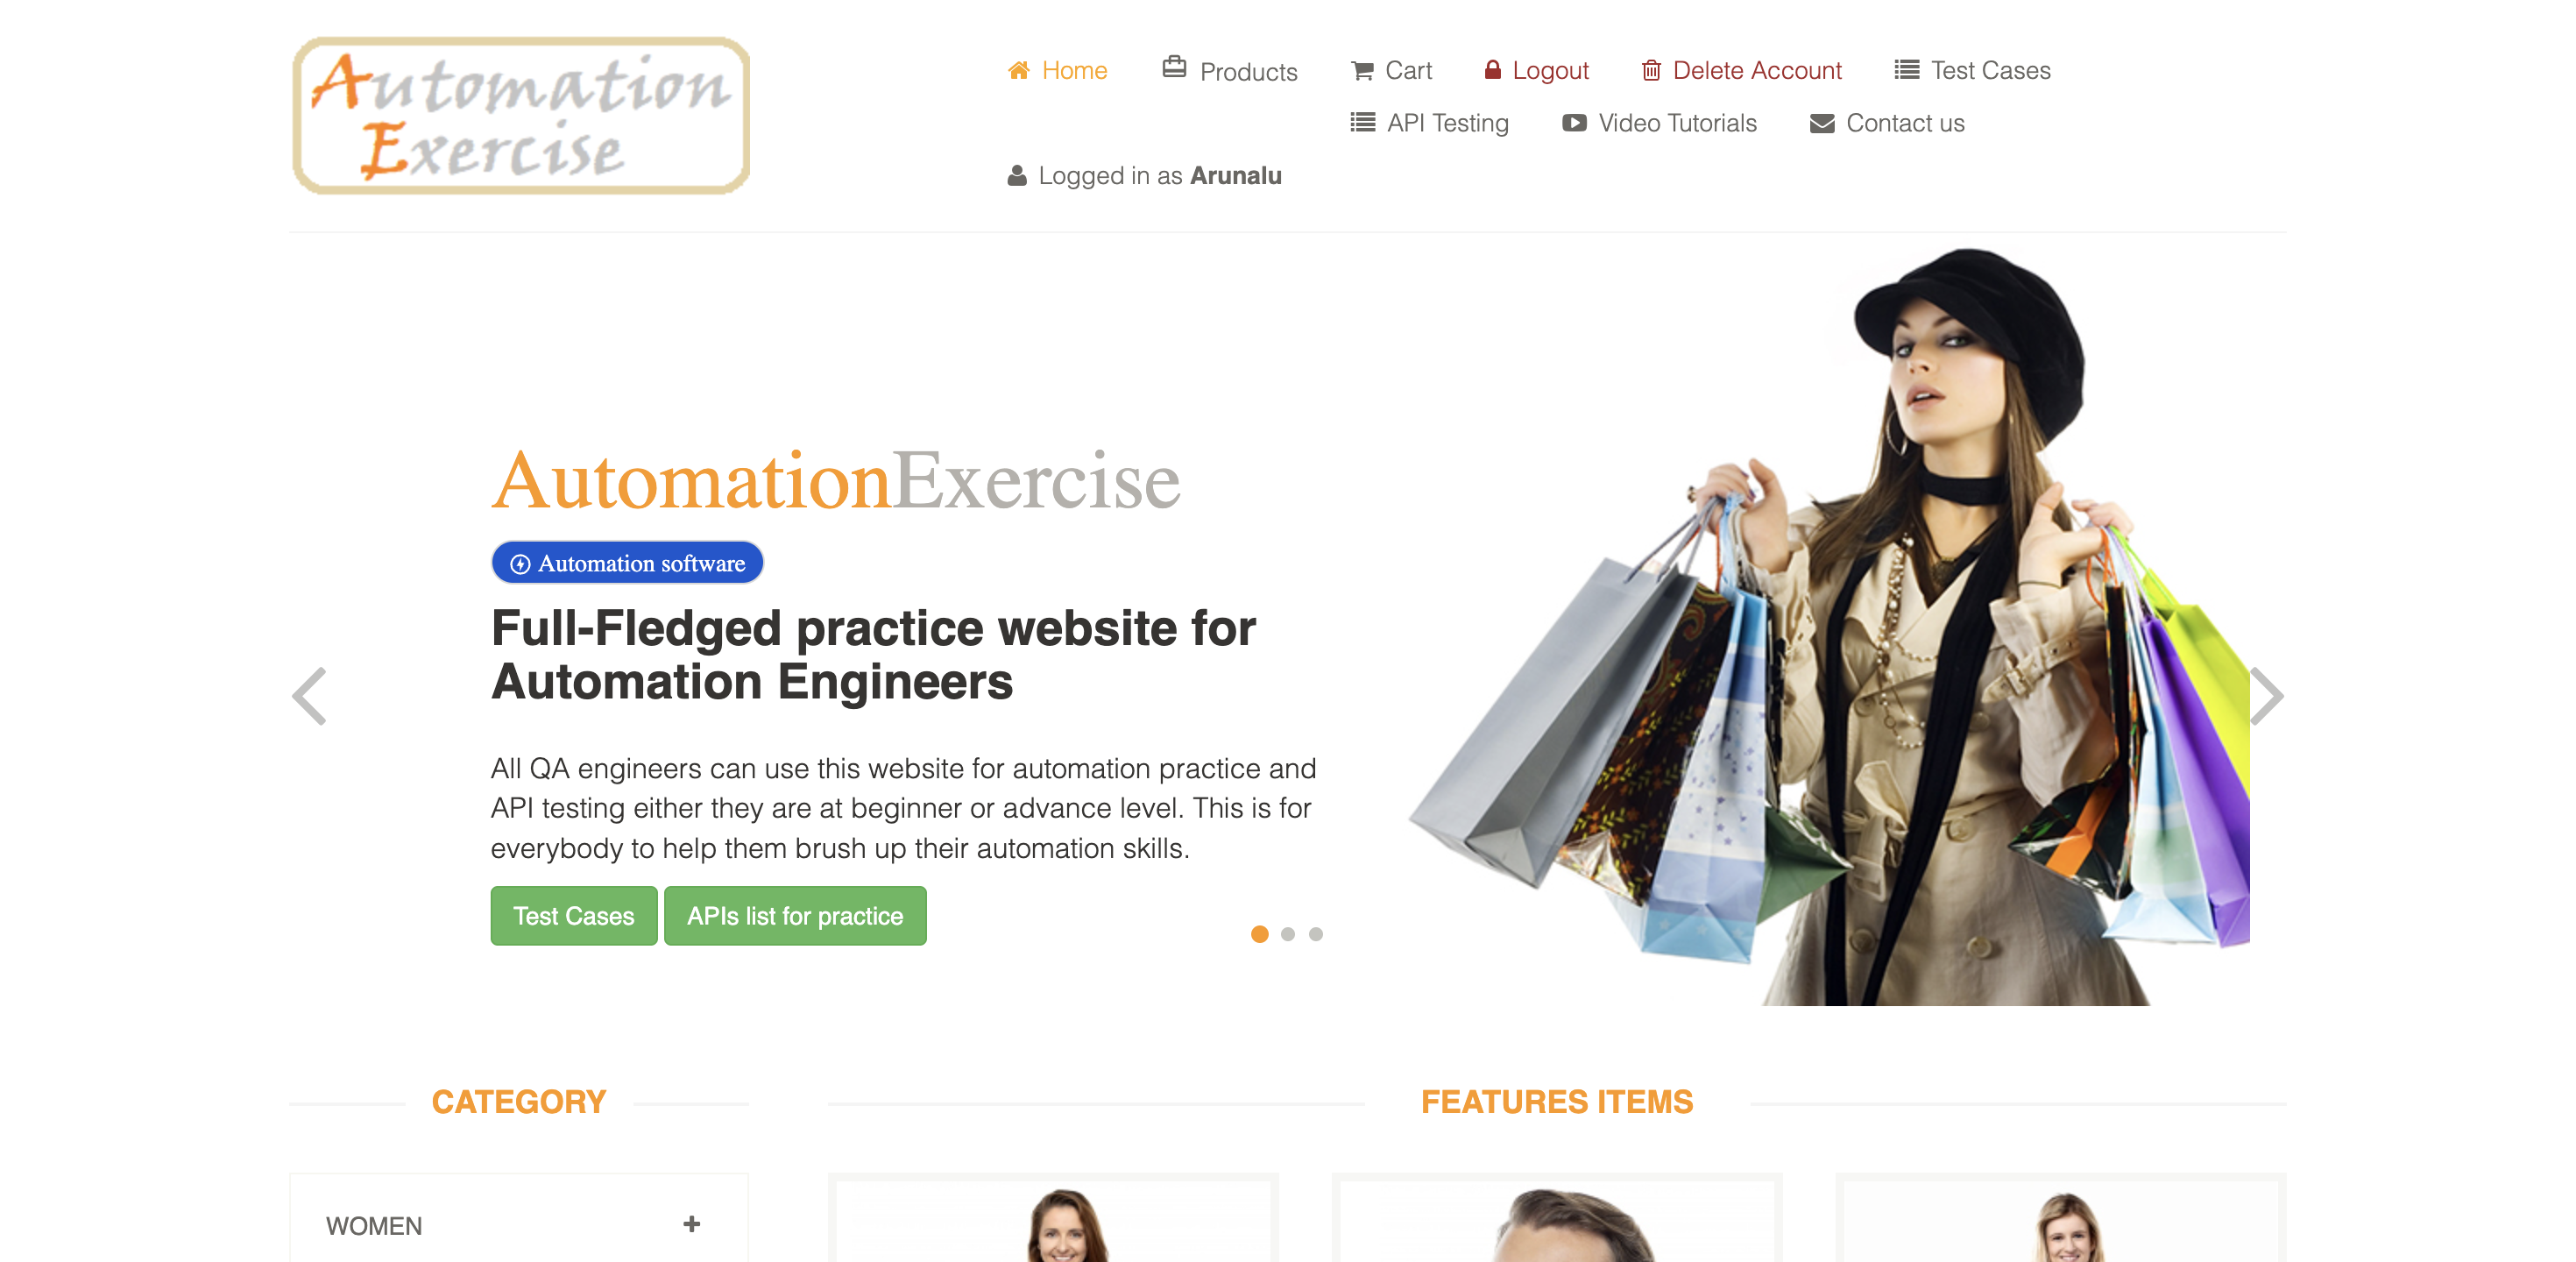 Automation
Exercise
Home Products Cart Logout Delete Account Test Cases
API Testing Video Tutorials Contact us
Logged in as Arunalu
AutomationExercise
Automation software
Full-Fledged practice website for
Automation Engineers
All QA engineers can use this website for automation practice and
API testing either they are at beginner or advance level. This is for
everybody to help them brush up their automation skills.
Test Cases APIs list for practice
CATEGORY
FEATURES ITEMS
WOMEN